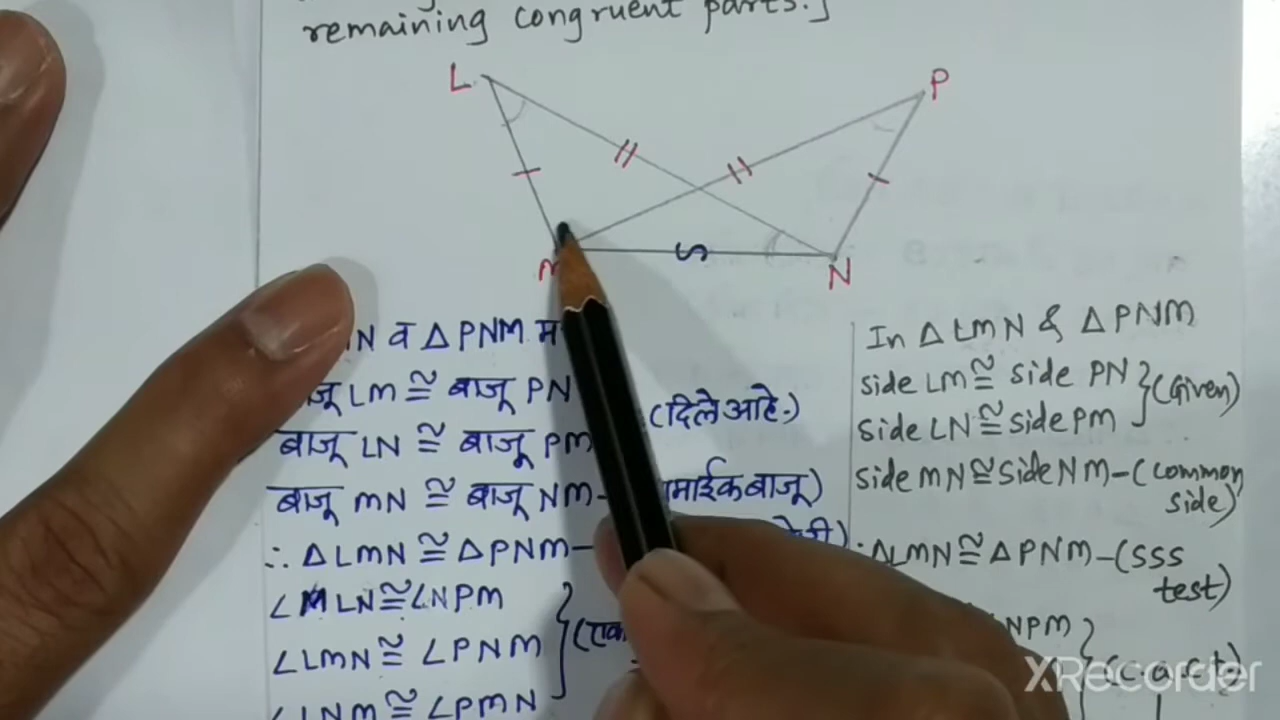 remaining congruent parts.]
L
P
N
N व △ PNM
LM ≅ बाजू PN
(दिले आहे.)
बाजू LN ≅ बाजू PM
बाजू MN ≅ बाजू NM-
∴ △LMN ≅ △PNM-
∠MLN ≅ ∠NPM
∠LMN ≅ ∠PNM
∠LNM ≅ ∠PMN
In △LMN & △PNM
side LM ≅ side PN
side LN ≅ side PM
} (Given)
side MN ≅ side NM - (common
side)
△LMN ≅ △PNM - (SSS
test)
NPM
(c.a.c.t)
XRecorder